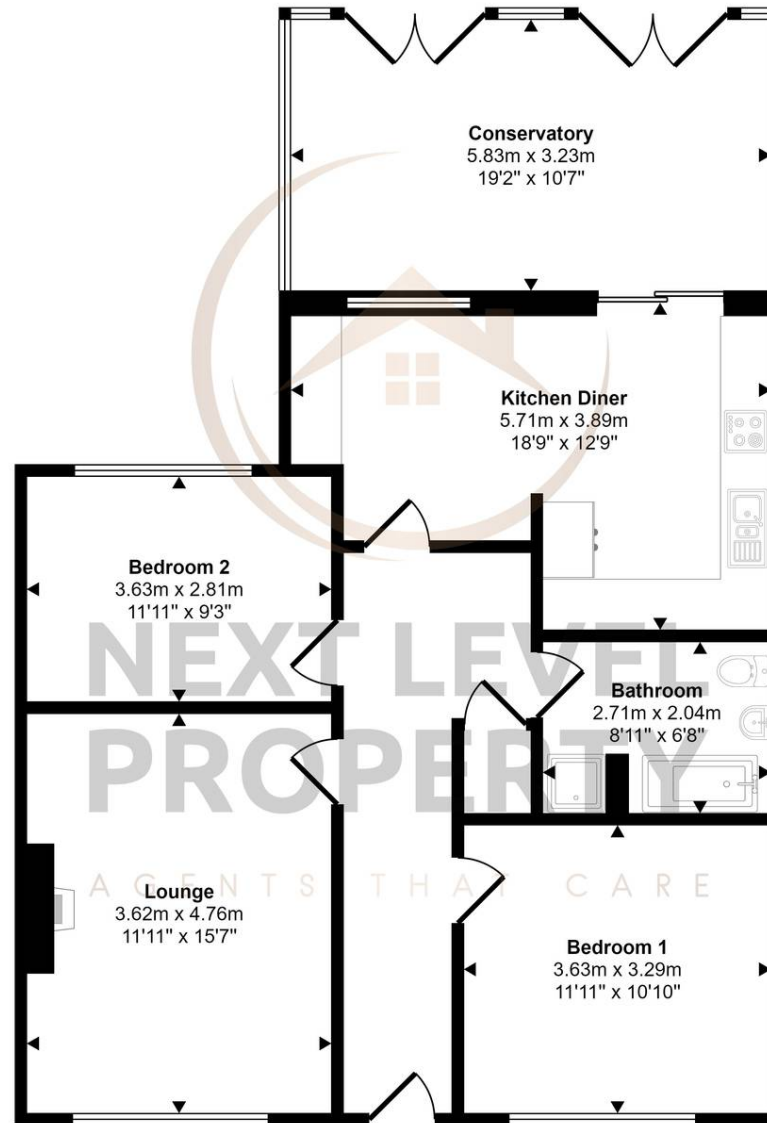 Conservatory
5.83m x 3.23m
19'2" x 10'7"
Kitchen Diner
5.71m x 3.89m
18'9" x 12'9"
Bedroom 2
3.63m x 2.81m
11'11" x 9'3"
NEXT LEVEL
PROPERTY
AGENTS THAT CARE
Bathroom
2.71m x 2.04m
8'11" x 6'8"
Lounge
3.62m x 4.76m
11'11" x 15'7"
Bedroom 1
3.63m x 3.29m
11'11" x 10'10"